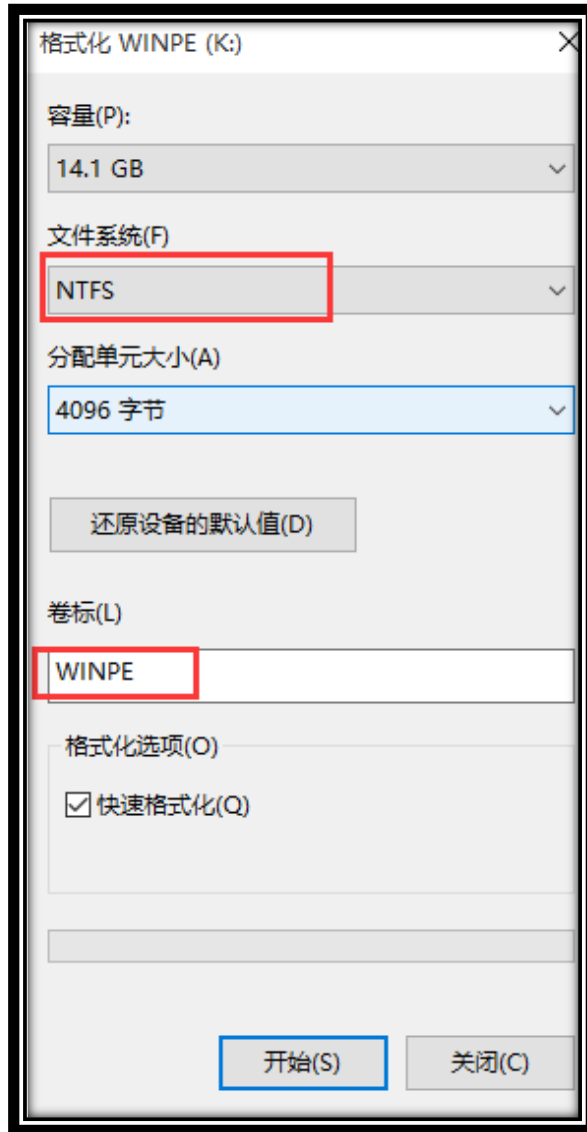 格式化 WINPE (K:)
容量(P):
14.1 GB
文件系统(F)
NTFS
分配单元大小(A)
4096 字节
还原设备的默认值(D)
卷标(L)
WINPE
格式化选项(O)
快速格式化(Q)
开始(S) 关闭(C)